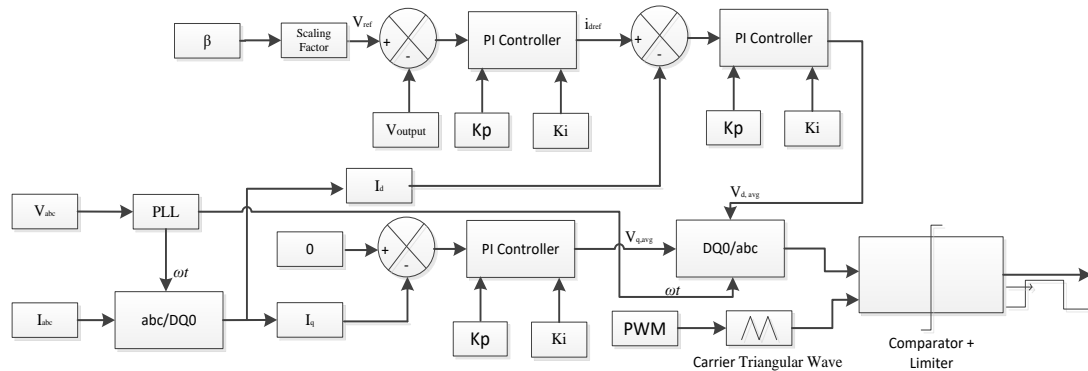 β
Scaling
Factor
Vref
+
-
Voutput
PI Controller
Kp
Ki
idref
+
-
PI Controller
Kp
Ki
Id
Vabc
PLL
ωt
Iabc
abc/DQ0
Iq
0
+
-
PI Controller
Kp
Ki
Vq,avg
Vd, avg
DQ0/abc
ωt
PWM
Carrier Triangular Wave
Comparator +
Limiter